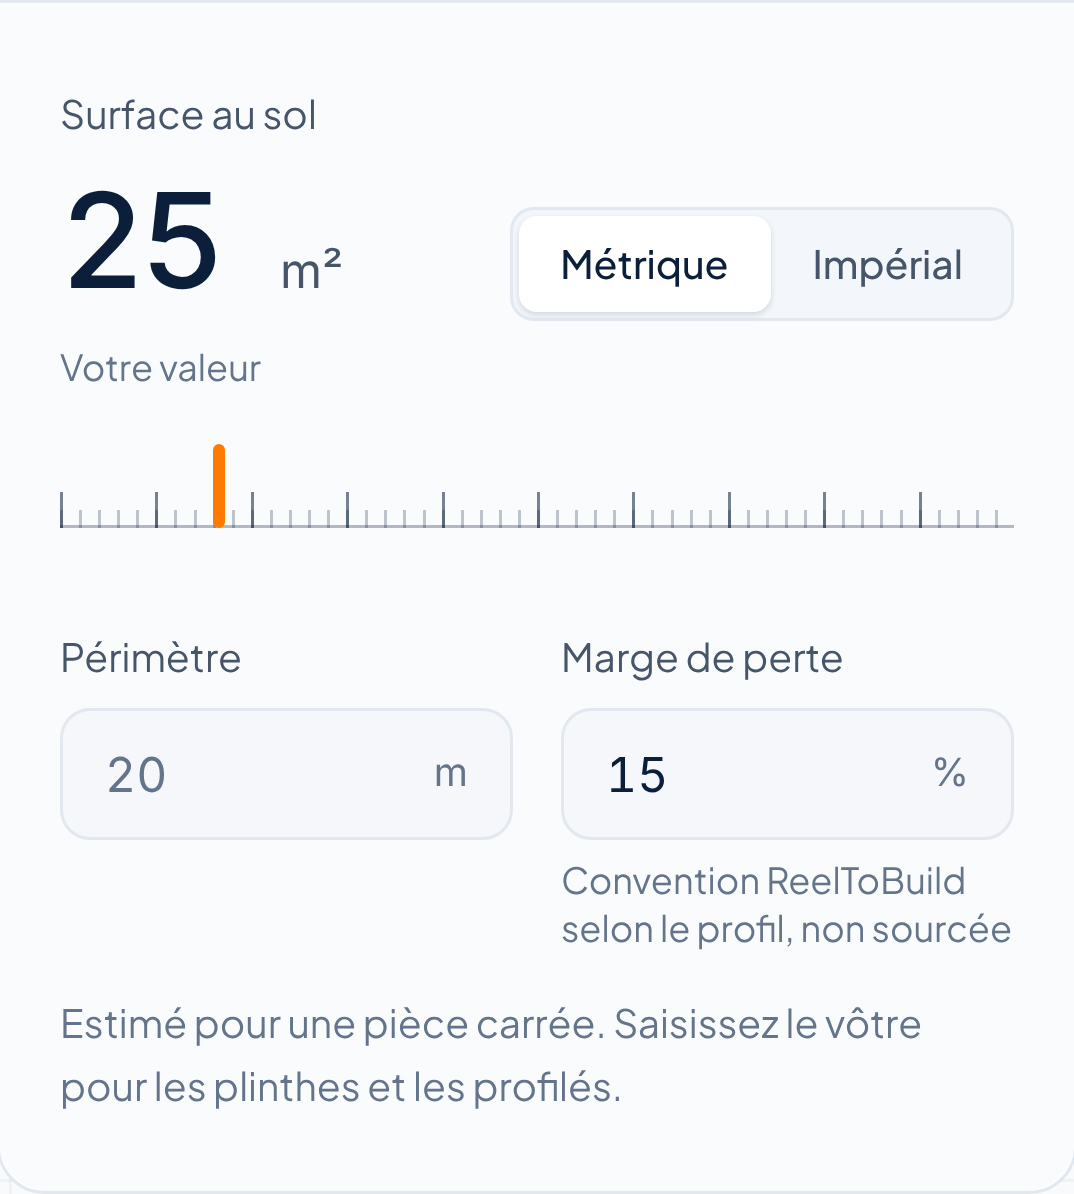 Surface au sol
25 m²
Métrique Impérial
Votre valeur
Périmètre Marge de perte
20 m 15 %
Convention ReelToBuild
selon le profil, non sourcée
Estimé pour une pièce carrée. Saisissez le vôtre
pour les plinthes et les profilés.